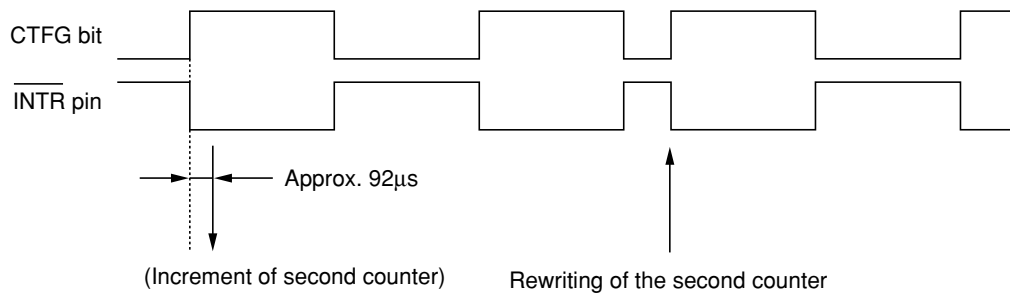 CTFG bit
INTR pin
Approx. 92μs
(Increment of second counter)
Rewriting of the second counter